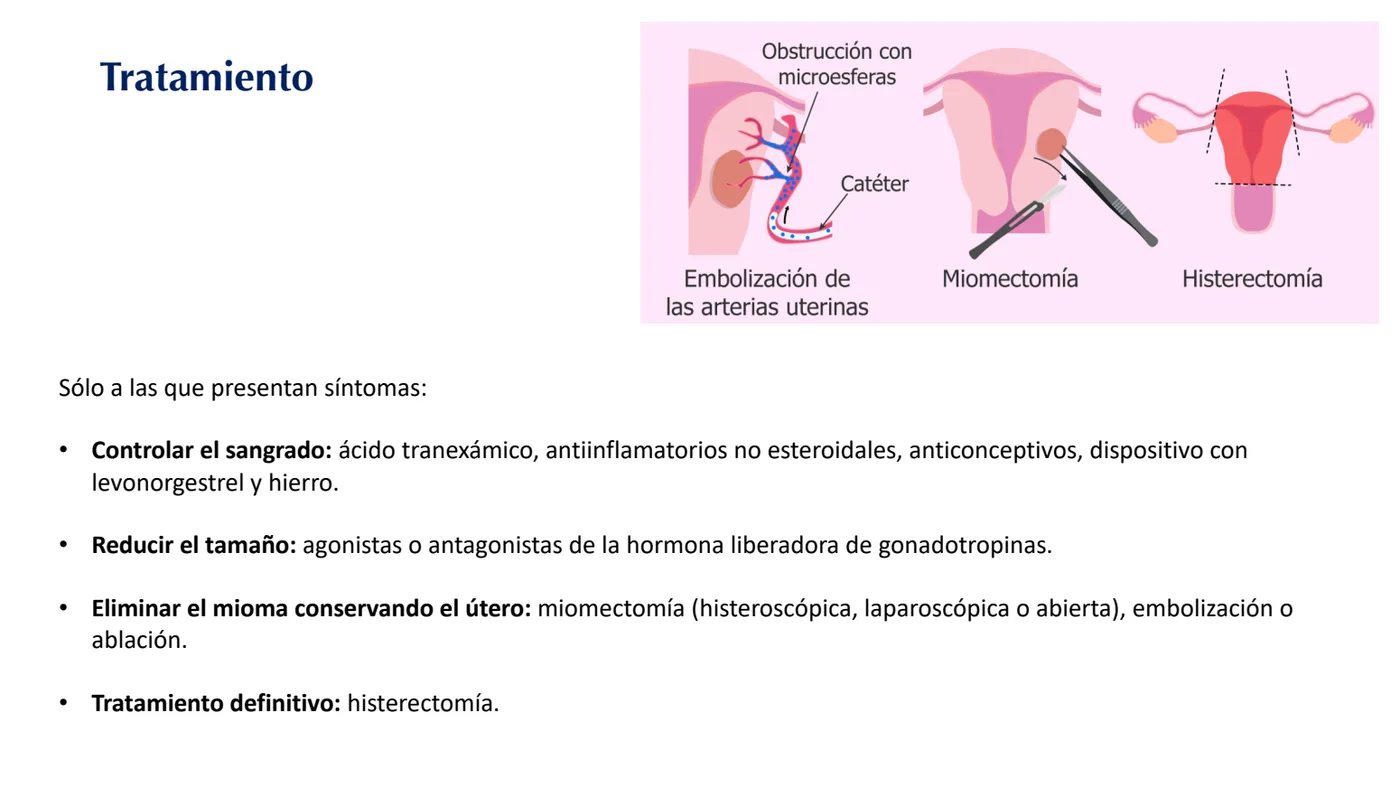 Tratamiento
Obstrucción con
microesferas
Catéter
Embolización de
las arterias uterinas
Miomectomía
Histerectomía
Sólo a las que presentan síntomas:
• Controlar el sangrado: ácido tranexámico, antiinflamatorios no esteroidales, anticonceptivos, dispositivo con
levonorgestrel y hierro.
• Reducir el tamaño: agonistas o antagonistas de la hormona liberadora de gonadotropinas.
• Eliminar el mioma conservando el útero: miomectomía (histeroscópica, laparoscópica o abierta), embolización o
ablación.
• Tratamiento definitivo: histerectomía.